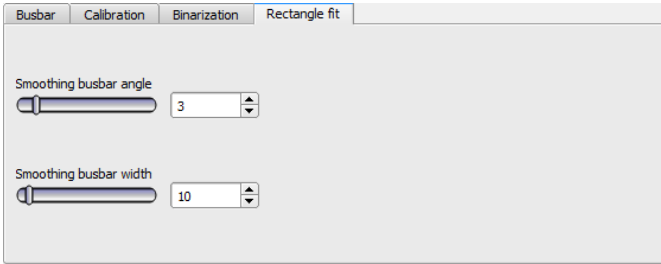 Busbar Calibration Binarization Rectangle fit
Smoothing busbar angle
3
Smoothing busbar width
10